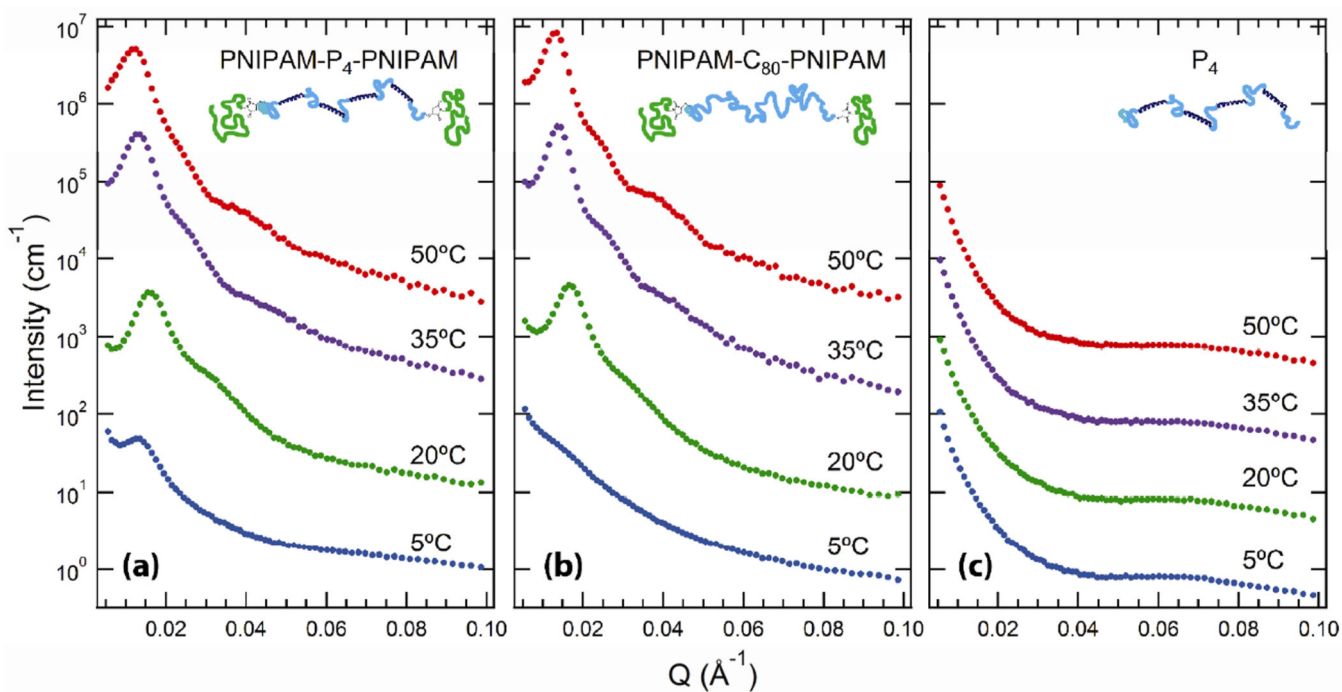 PNIPAM-P4-PNIPAM
PNIPAM-C80-PNIPAM
P4
Intensity (cm-1)
10^7
10^6
10^5
10^4
10^3
10^2
10^1
10^0
50ºC
35ºC
20ºC
5ºC
(a)
0.02 0.04 0.06 0.08 0.10
50ºC
35ºC
20ºC
5ºC
(b)
0.02 0.04 0.06 0.08 0.10
50ºC
35ºC
20ºC
5ºC
(c)
0.02 0.04 0.06 0.08 0.10
Q (Å-1)